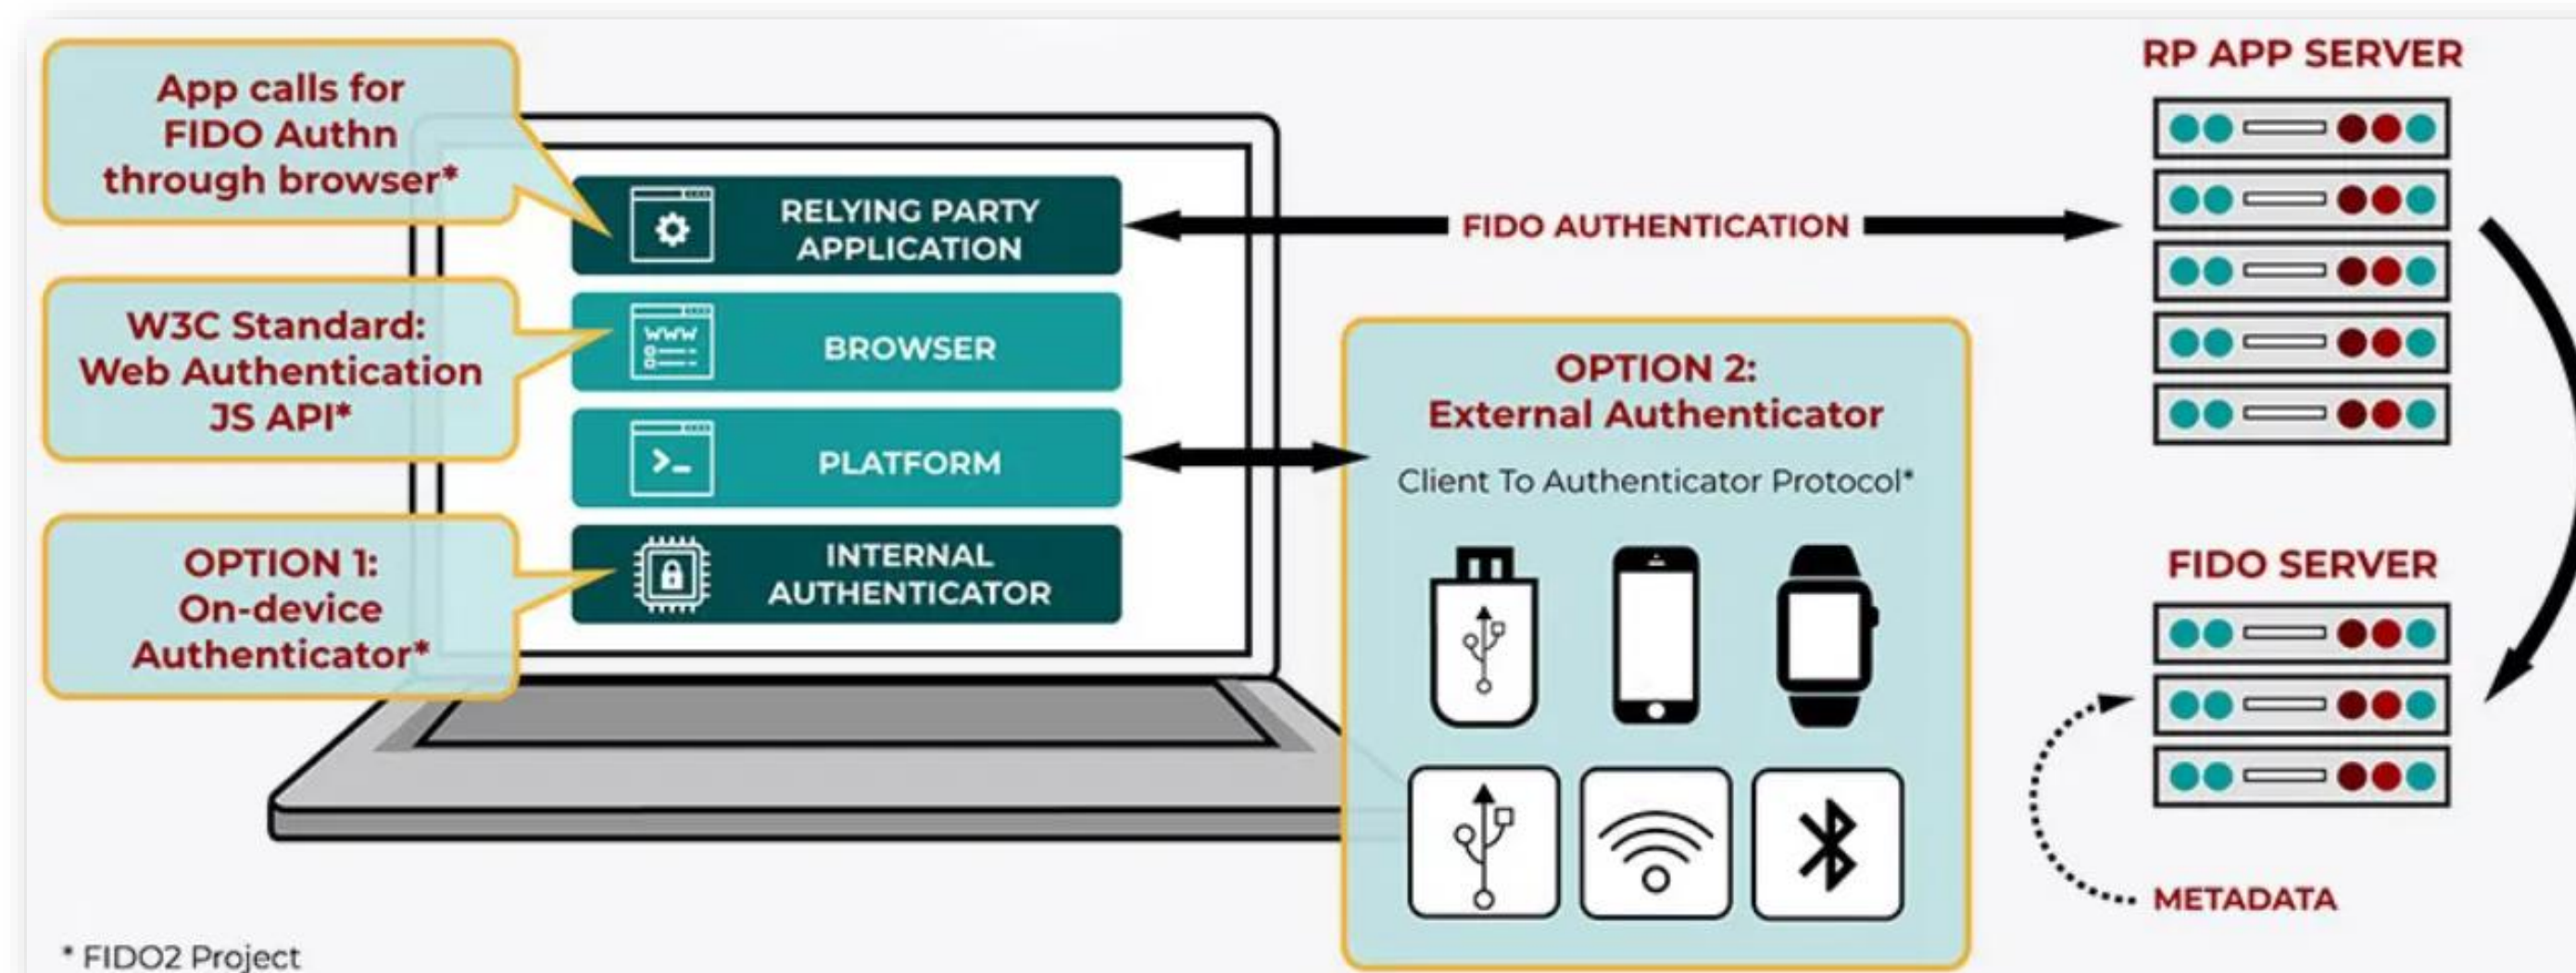 App calls for
FIDO Authn
through browser*
W3C Standard:
Web Authentication
JS API*
OPTION 1:
On-device
Authenticator*
RELYING PARTY
APPLICATION
WWW
BROWSER
PLATFORM
INTERNAL
AUTHENTICATOR
FIDO AUTHENTICATION
OPTION 2:
External Authenticator
Client To Authenticator Protocol*
RP APP SERVER
FIDO SERVER
METADATA
* FIDO2 Project